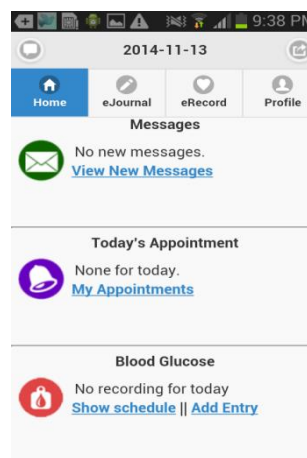 9:38 PM
2014-11-13
Home eJournal eRecord Profile
Messages
No new messages.
View New Messages
Today's Appointment
None for today.
My Appointments
Blood Glucose
No recording for today
Show schedule || Add Entry